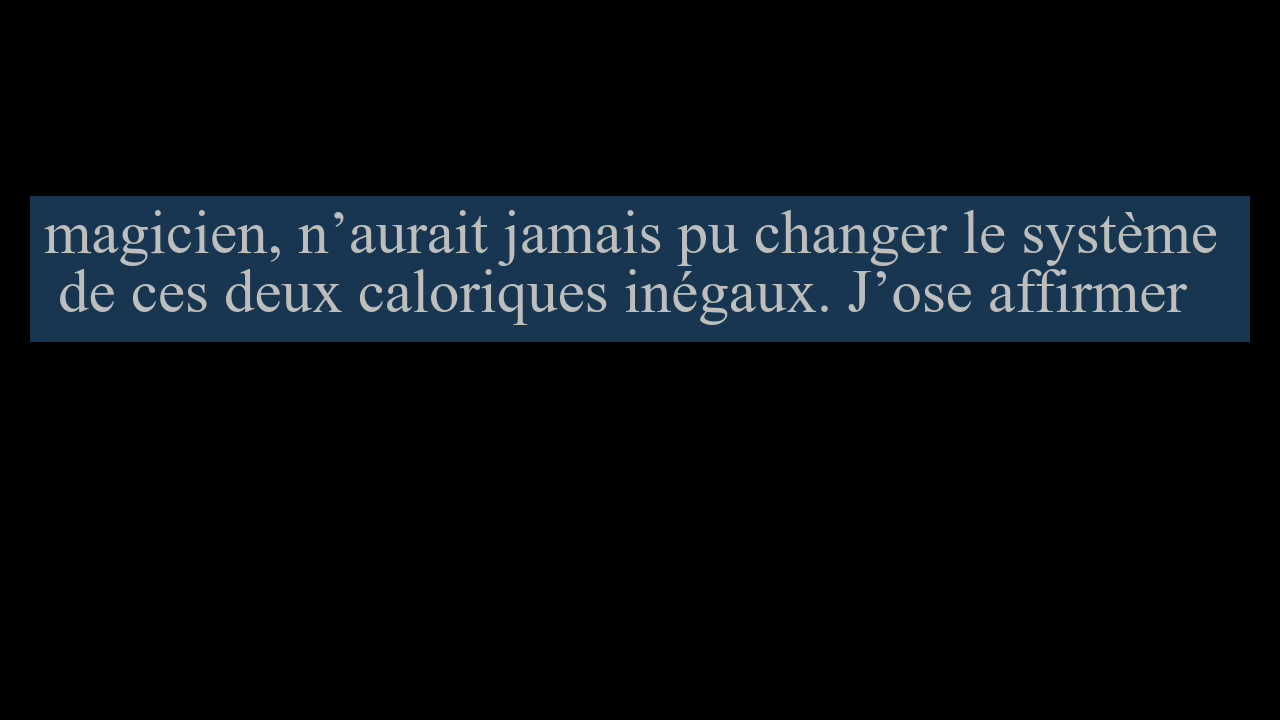 magicien, n’aurait jamais pu changer le système
de ces deux caloriques inégaux. J’ose affirmer